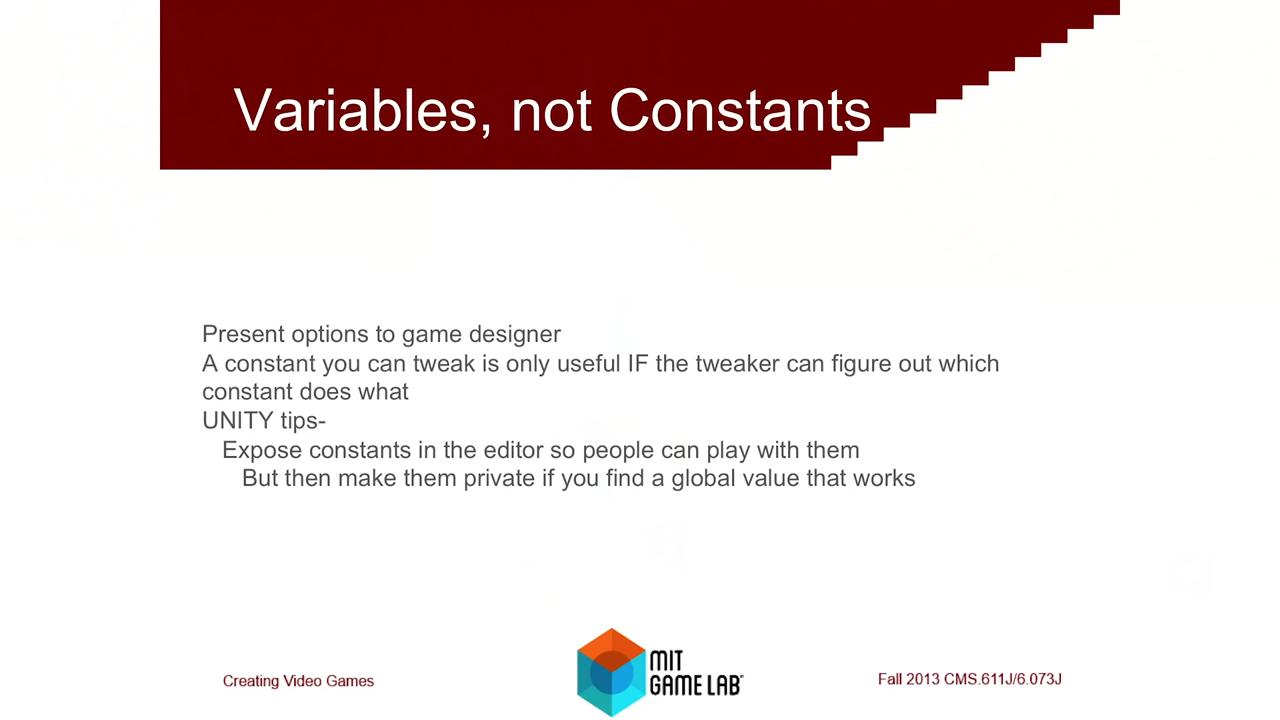 Variables, not Constants
Present options to game designer
A constant you can tweak is only useful IF the tweaker can figure out which
constant does what
UNITY tips-
Expose constants in the editor so people can play with them
But then make them private if you find a global value that works
Creating Video Games
MIT
GAME LAB
Fall 2013 CMS.611J/6.073J